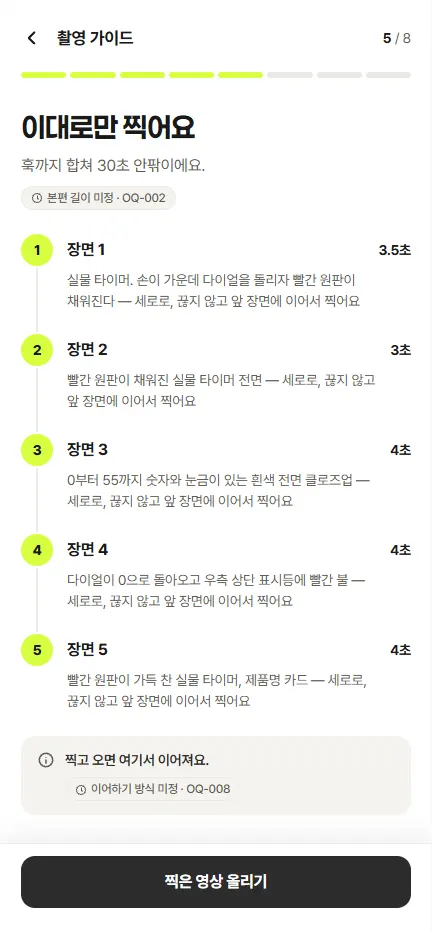 촬영 가이드
5 / 8
이대로만 찍어요
훅까지 합쳐 30초 안팎이에요.
본편 길이 미정 · OQ-002
1 장면 1 3.5초
실물 타이머. 손이 가운데 다이얼을 돌리자 빨간 원판이
채워진다 — 세로로, 끊지 않고 앞 장면에 이어서 찍어요
2 장면 2 3초
빨간 원판이 채워진 실물 타이머 전면 — 세로로, 끊지 않고
앞 장면에 이어서 찍어요
3 장면 3 4초
0부터 55까지 숫자와 눈금이 있는 흰색 전면 클로즈업 —
세로로, 끊지 않고 앞 장면에 이어서 찍어요
4 장면 4 4초
다이얼이 0으로 돌아오고 우측 상단 표시등에 빨간 불 —
세로로, 끊지 않고 앞 장면에 이어서 찍어요
5 장면 5 4초
빨간 원판이 가득 찬 실물 타이머, 제품명 카드 — 세로로,
끊지 않고 앞 장면에 이어서 찍어요
찍고 오면 여기서 이어져요.
이어하기 방식 미정 · OQ-008
찍은 영상 올리기